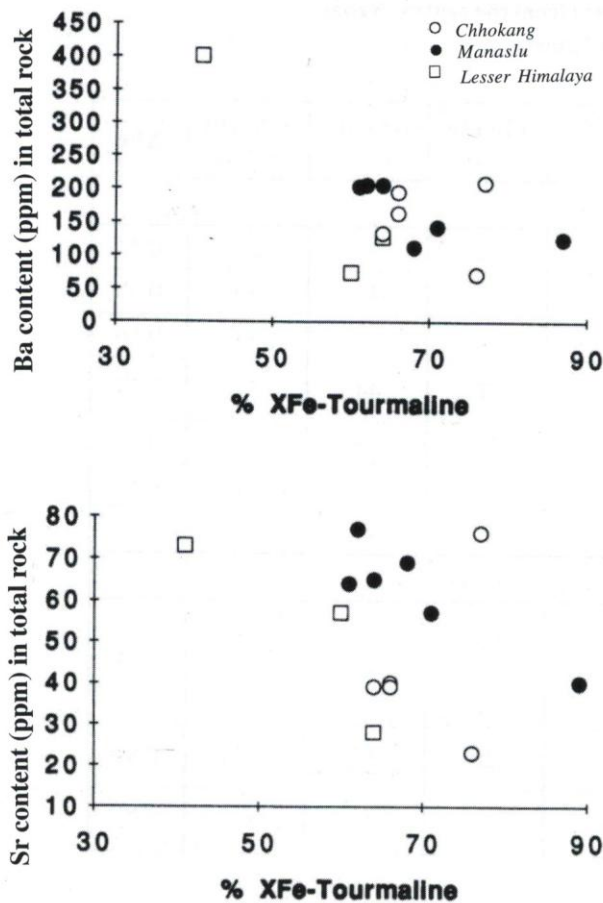 Chhokang
Manaslu
Lesser Himalaya
Ba content (ppm) in total rock
450
400
350
300
250
200
150
100
50
0
30 50 70 90
% XFe-Tourmaline
Sr content (ppm) in total rock
80
70
60
50
40
30
20
10
30 50 70 90
% XFe-Tourmaline